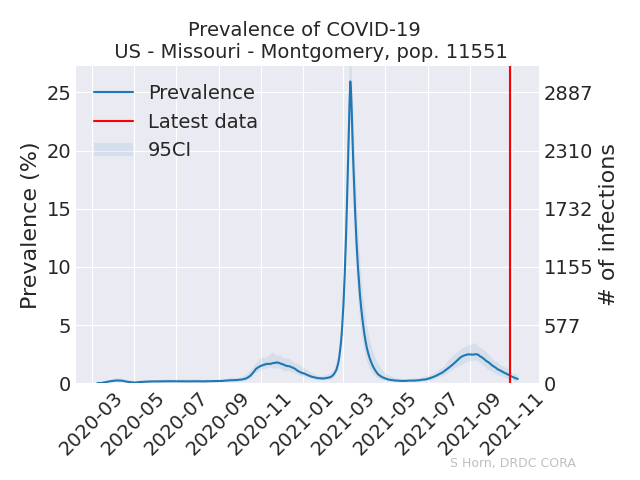 Prevalence of COVID-19
US - Missouri - Montgomery, pop. 11551
Prevalence
Latest data
95CI
Prevalence (%)
25
20
15
10
5
0
# of infections
2887
2310
1732
1155
577
0
2020-03
2020-05
2020-07
2020-09
2020-11
2021-01
2021-03
2021-05
2021-07
2021-09
2021-11
S Horn, DRDC CORA